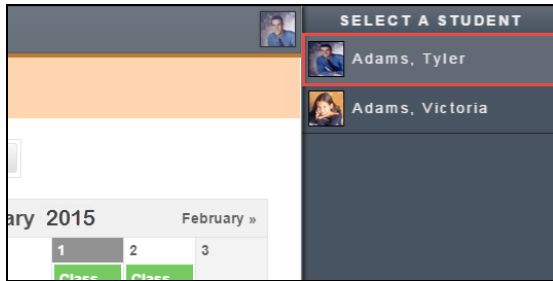 SELECT A STUDENT
Adams, Tyler
Adams, Victoria
ary 2015
February »
1 2 3
Class Class